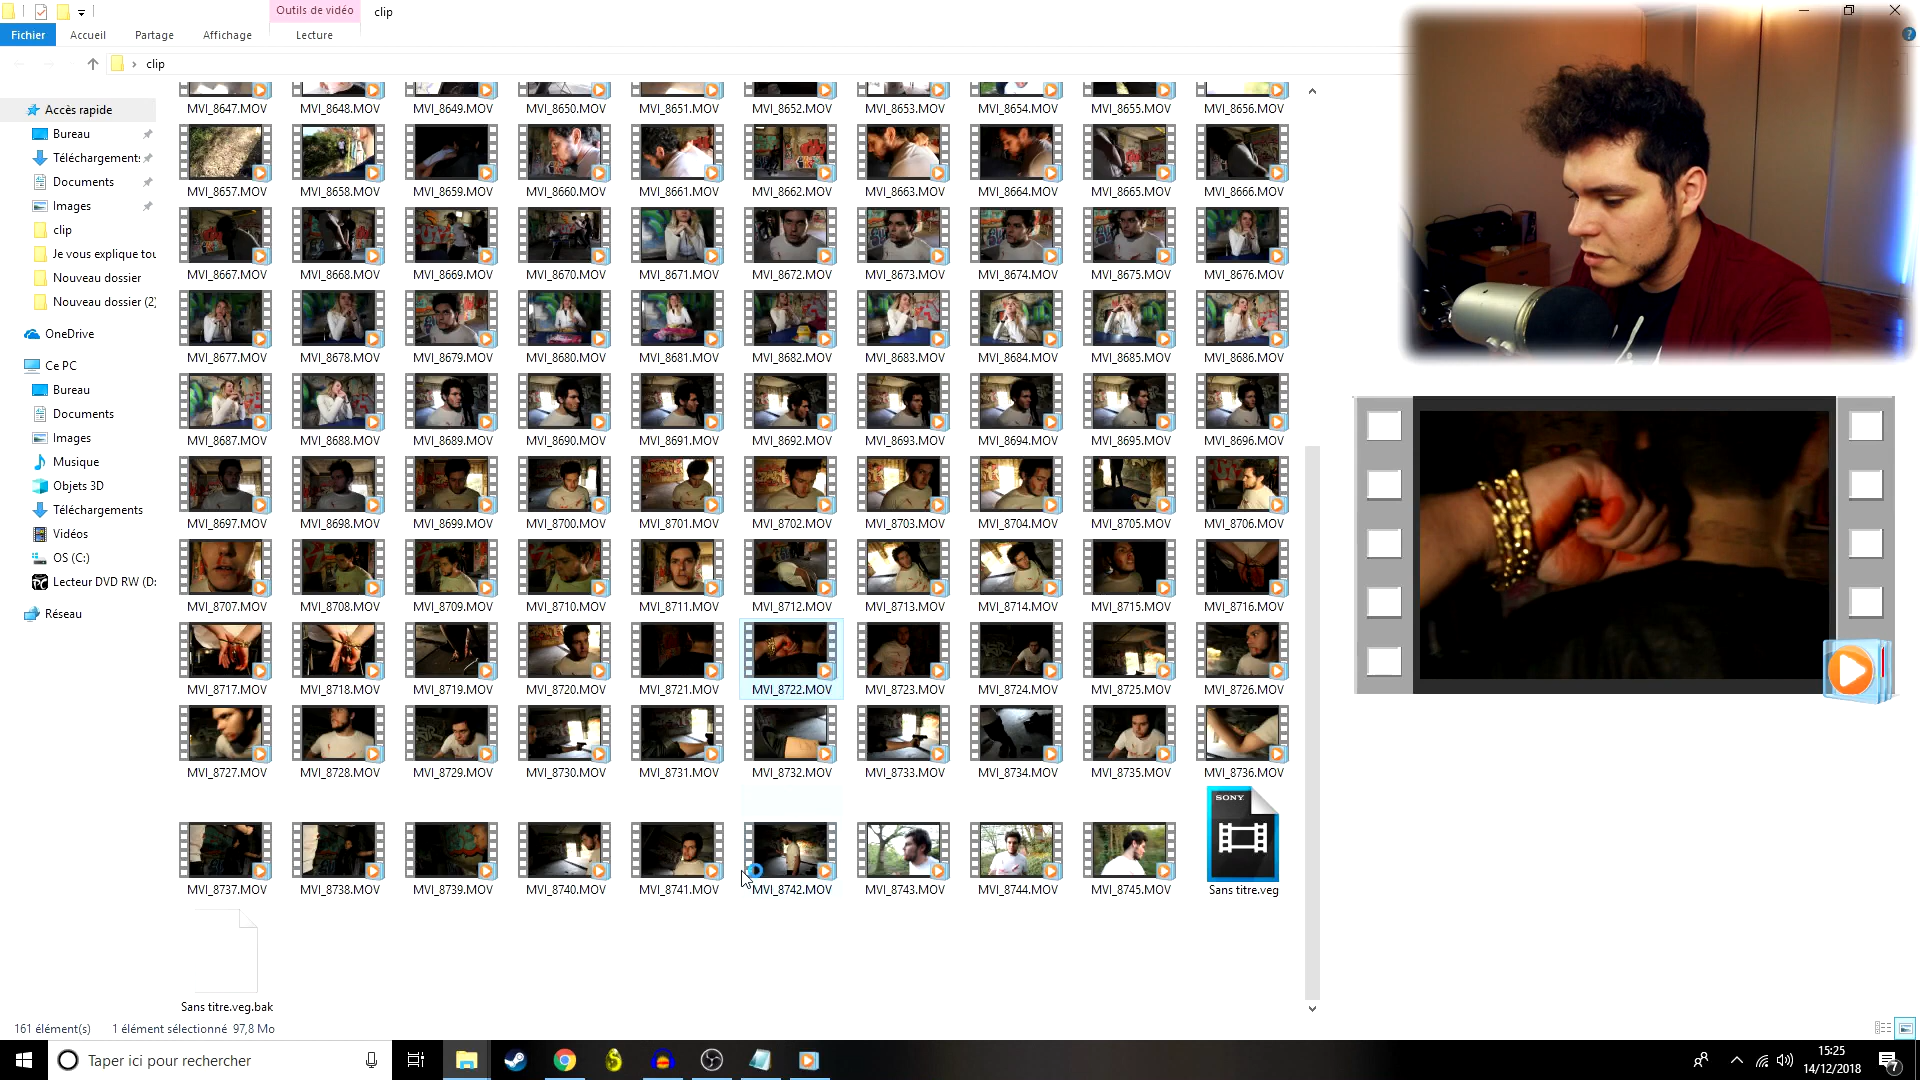 Outils de vidéo
clip
Fichier
Accueil
Partage
Affichage
Lecture
clip
Accès rapide
Bureau
Téléchargement:
Documents
Images
clip
Je vous explique tou
Nouveau dossier
Nouveau dossier (2)
OneDrive
Ce PC
Bureau
Documents
Images
Musique
Objets 3D
Téléchargements
Vidéos
OS (C:)
Lecteur DVD RW (D:
Réseau
MVI_8647.MOV MVI_8648.MOV MVI_8649.MOV MVI_8650.MOV MVI_8651.MOV MVI_8652.MOV MVI_8653.MOV MVI_8654.MOV MVI_8655.MOV MVI_8656.MOV
MVI_8657.MOV MVI_8658.MOV MVI_8659.MOV MVI_8660.MOV MVI_8661.MOV MVI_8662.MOV MVI_8663.MOV MVI_8664.MOV MVI_8665.MOV MVI_8666.MOV
MVI_8667.MOV MVI_8668.MOV MVI_8669.MOV MVI_8670.MOV MVI_8671.MOV MVI_8672.MOV MVI_8673.MOV MVI_8674.MOV MVI_8675.MOV MVI_8676.MOV
MVI_8677.MOV MVI_8678.MOV MVI_8679.MOV MVI_8680.MOV MVI_8681.MOV MVI_8682.MOV MVI_8683.MOV MVI_8684.MOV MVI_8685.MOV MVI_8686.MOV
MVI_8687.MOV MVI_8688.MOV MVI_8689.MOV MVI_8690.MOV MVI_8691.MOV MVI_8692.MOV MVI_8693.MOV MVI_8694.MOV MVI_8695.MOV MVI_8696.MOV
MVI_8697.MOV MVI_8698.MOV MVI_8699.MOV MVI_8700.MOV MVI_8701.MOV MVI_8702.MOV MVI_8703.MOV MVI_8704.MOV MVI_8705.MOV MVI_8706.MOV
MVI_8707.MOV MVI_8708.MOV MVI_8709.MOV MVI_8710.MOV MVI_8711.MOV MVI_8712.MOV MVI_8713.MOV MVI_8714.MOV MVI_8715.MOV MVI_8716.MOV
MVI_8717.MOV MVI_8718.MOV MVI_8719.MOV MVI_8720.MOV MVI_8721.MOV MVI_8722.MOV MVI_8723.MOV MVI_8724.MOV MVI_8725.MOV MVI_8726.MOV
MVI_8727.MOV MVI_8728.MOV MVI_8729.MOV MVI_8730.MOV MVI_8731.MOV MVI_8732.MOV MVI_8733.MOV MVI_8734.MOV MVI_8735.MOV MVI_8736.MOV
SONY
MVI_8737.MOV MVI_8738.MOV MVI_8739.MOV MVI_8740.MOV MVI_8741.MOV MVI_8742.MOV MVI_8743.MOV MVI_8744.MOV MVI_8745.MOV Sans titre.veg
Sans titre.veg.bak
161 élément(s) 1 élément sélectionné 97,8 Mo
Taper ici pour rechercher
15:25
14/12/2018
7